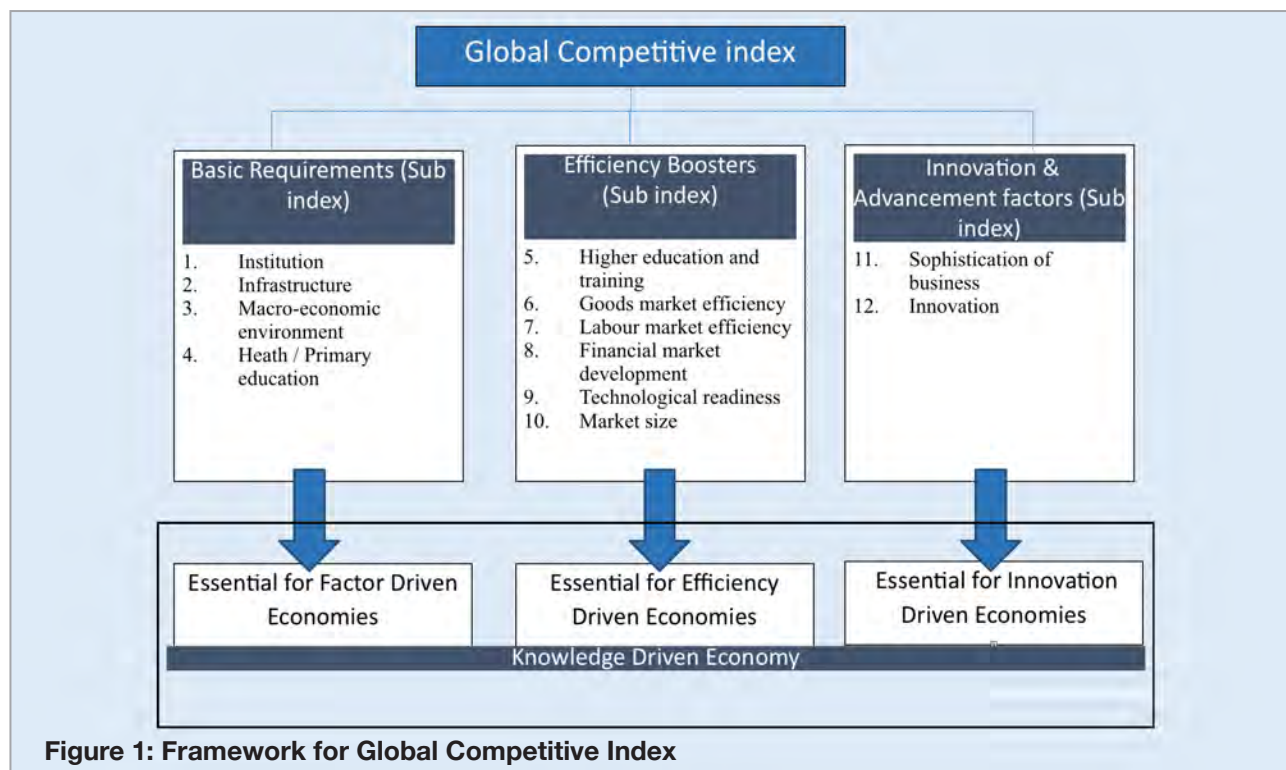 Global Competitive index
Basic Requirements (Sub
index)
1. Institution
2. Infrastructure
3. Macro-economic
environment
4. Heath / Primary
education
Efficiency Boosters
(Sub index)
5. Higher education and
training
6. Goods market efficiency
7. Labour market efficiency
8. Financial market
development
9. Technological readiness
10. Market size
Innovation &
Advancement factors (Sub
index)
11. Sophistication of
business
12. Innovation
Essential for Factor Driven
Economies
Essential for Efficiency
Driven Economies
Essential for Innovation
Driven Economies
Knowledge Driven Economy
Figure 1: Framework for Global Competitive Index